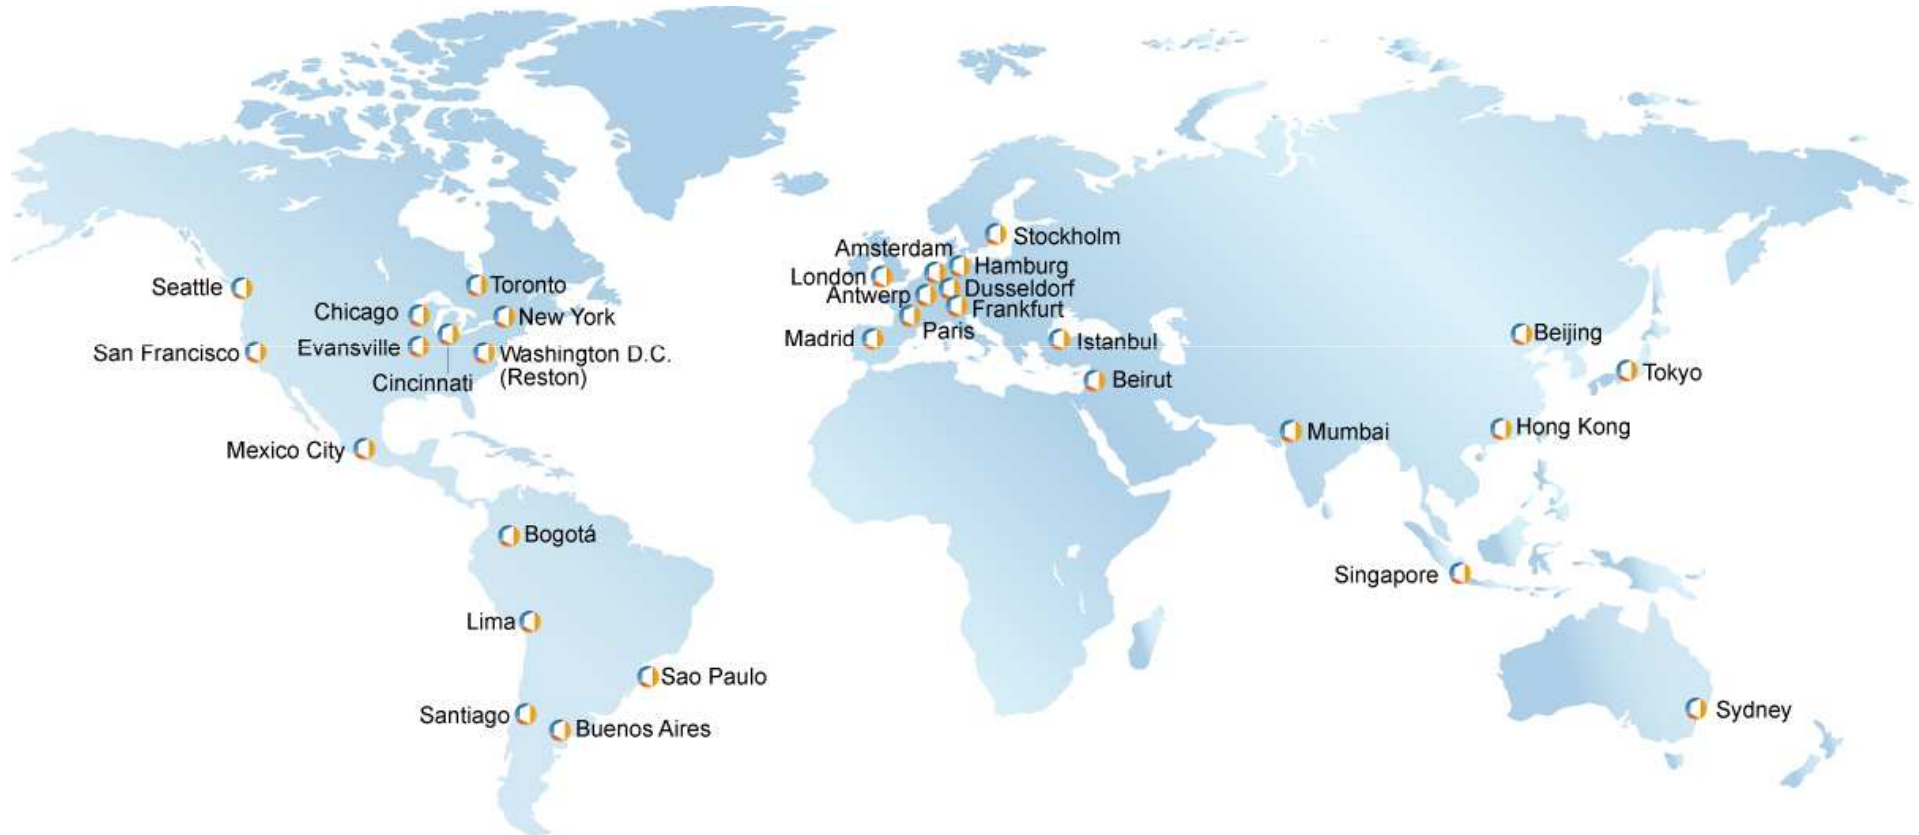 Stockholm
Amsterdam
Hamburg
London
Dusseldorf
Antwerp
Frankfurt
Paris
Madrid
Istanbul
Beirut
Seattle
Toronto
Chicago
New York
Evansville
San Francisco
Washington D.C.
(Reston)
Cincinnati
Mexico City
Bogotá
Lima
Sao Paulo
Santiago
Buenos Aires
Beijing
Tokyo
Mumbai
Hong Kong
Singapore
Sydney